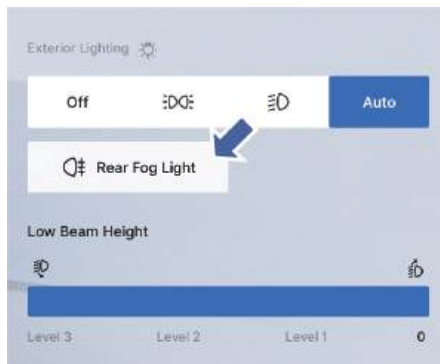 Exterior Lighting
Off Auto
Rear Fog Light
Low Beam Height
Level 3 Level 2 Level 1 0